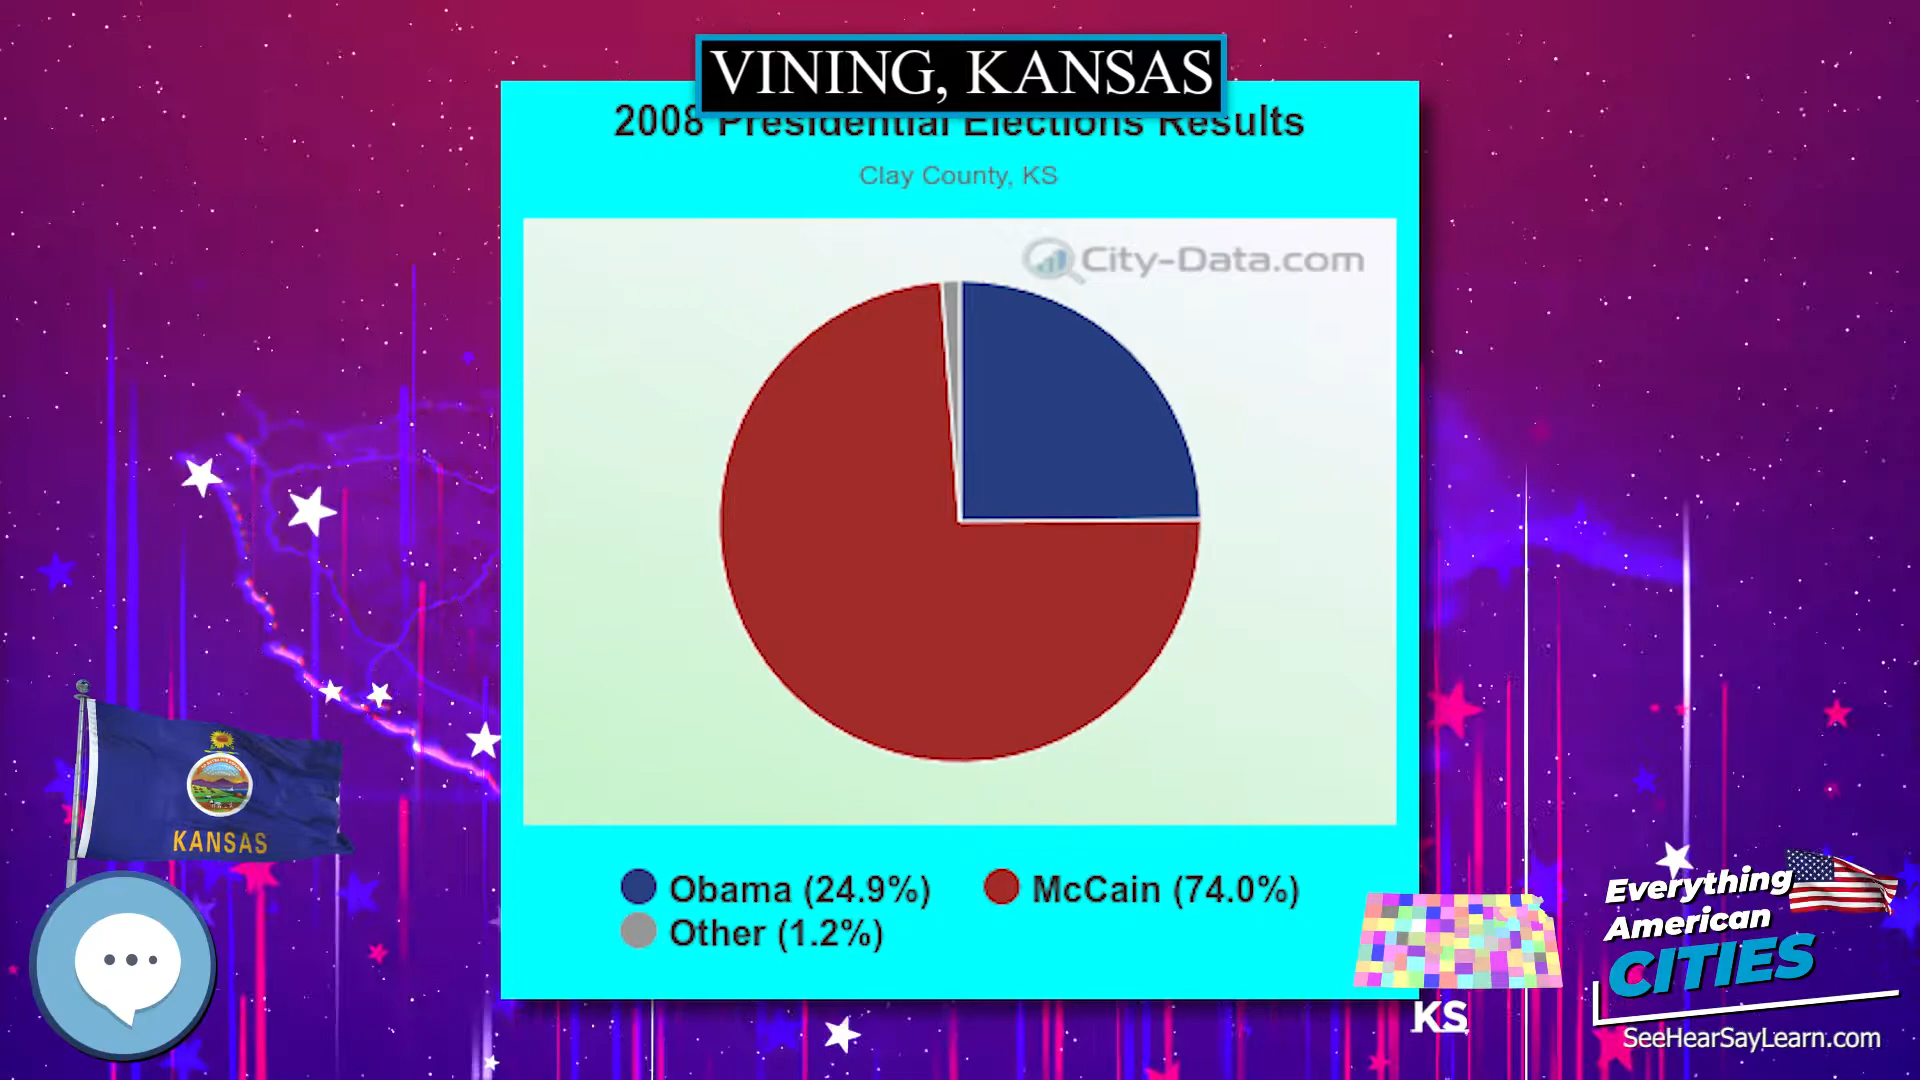 VINING, KANSAS
2008 Presidential Elections Results
Clay County, KS
City-Data.com
Obama (24.9%)
McCain (74.0%)
Other (1.2%)
KANSAS
KS
Everything
American
CITIES
SeeHearSayLearn.com